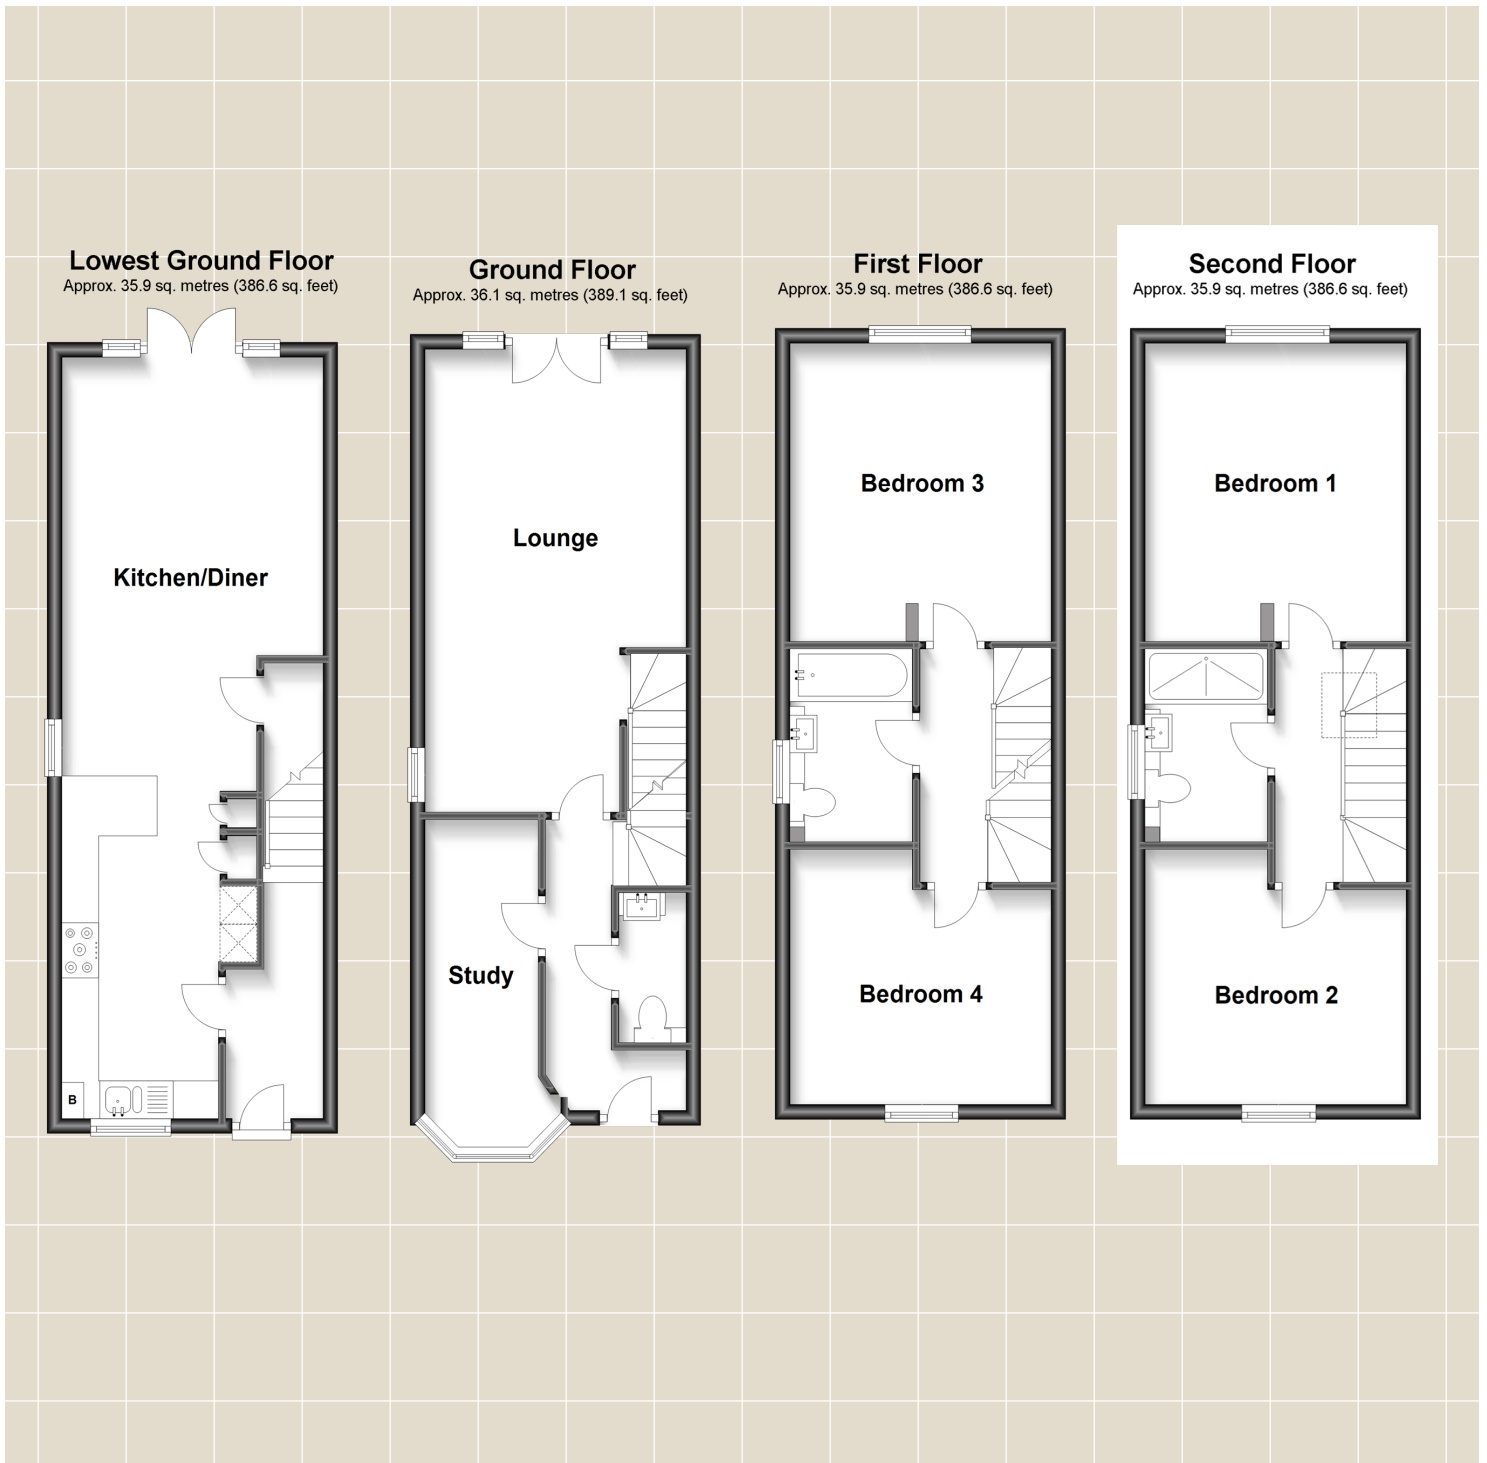 Lowest Ground Floor
Approx. 35.9 sq. metres (386.6 sq. feet)
Kitchen/Diner
B
Ground Floor
Approx. 36.1 sq. metres (389.1 sq. feet)
Lounge
Study
First Floor
Approx. 35.9 sq. metres (386.6 sq. feet)
Bedroom 3
Bedroom 4
Second Floor
Approx. 35.9 sq. metres (386.6 sq. feet)
Bedroom 1
Bedroom 2